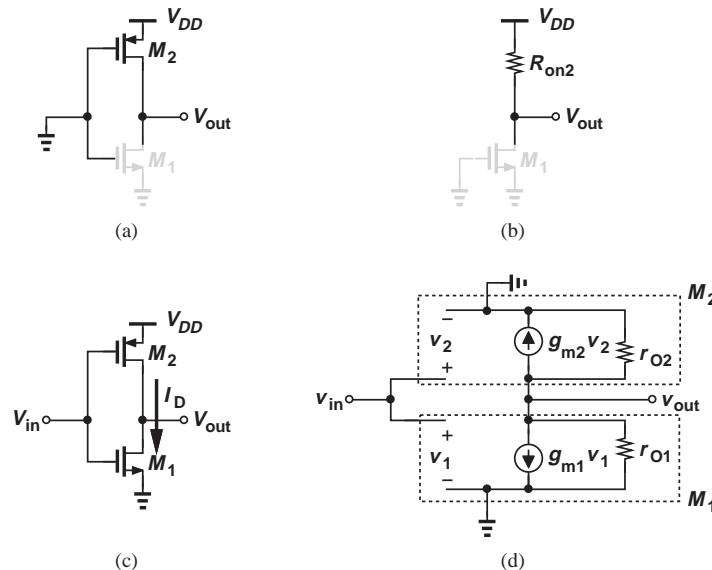 V_DD
M_2
V_out
M_1
(a)
V_DD
R_on2
V_out
M_1
(b)
V_DD
M_2
I_D
V_in
V_out
M_1
(c)
M_2
−
v_2
+
g_m2 v_2
r_O2
v_in
v_out
+
v_1
−
g_m1 v_1
r_O1
M_1
(d)